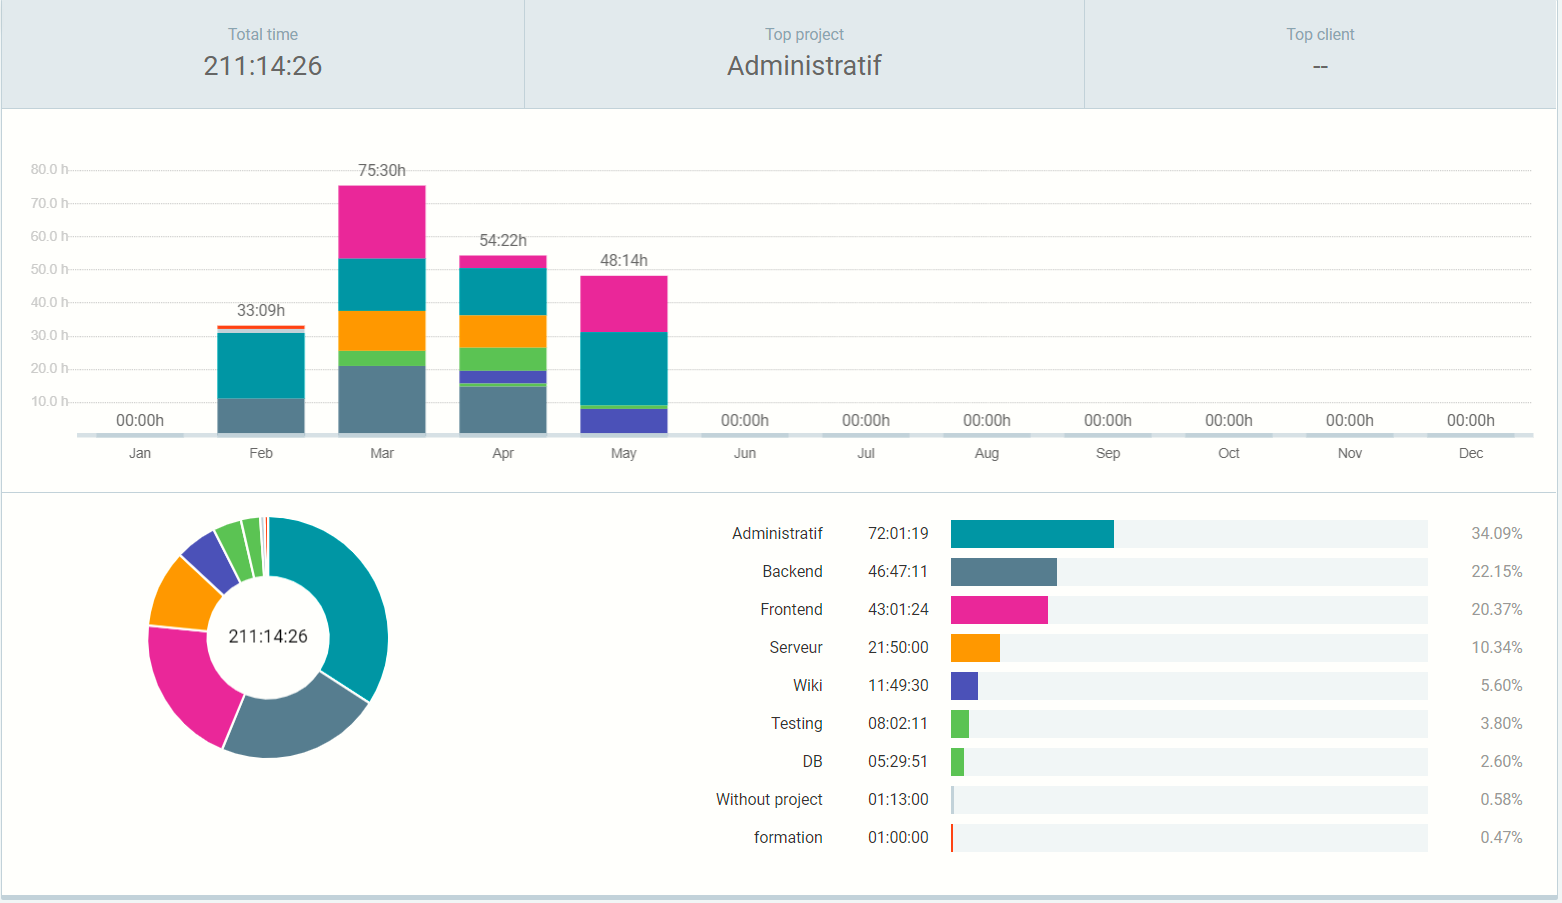 Total time
211:14:26
Top project
Administratif
Top client
--
80.0 h
70.0 h
60.0 h
50.0 h
40.0 h
30.0 h
20.0 h
10.0 h
00:00h
33:09h
75:30h
54:22h
48:14h
00:00h
00:00h
00:00h
00:00h
00:00h
00:00h
00:00h
Jan
Feb
Mar
Apr
May
Jun
Jul
Aug
Sep
Oct
Nov
Dec
211:14:26
Administratif 72:01:19 34.09%
Backend 46:47:11 22.15%
Frontend 43:01:24 20.37%
Serveur 21:50:00 10.34%
Wiki 11:49:30 5.60%
Testing 08:02:11 3.80%
DB 05:29:51 2.60%
Without project 01:13:00 0.58%
formation 01:00:00 0.47%